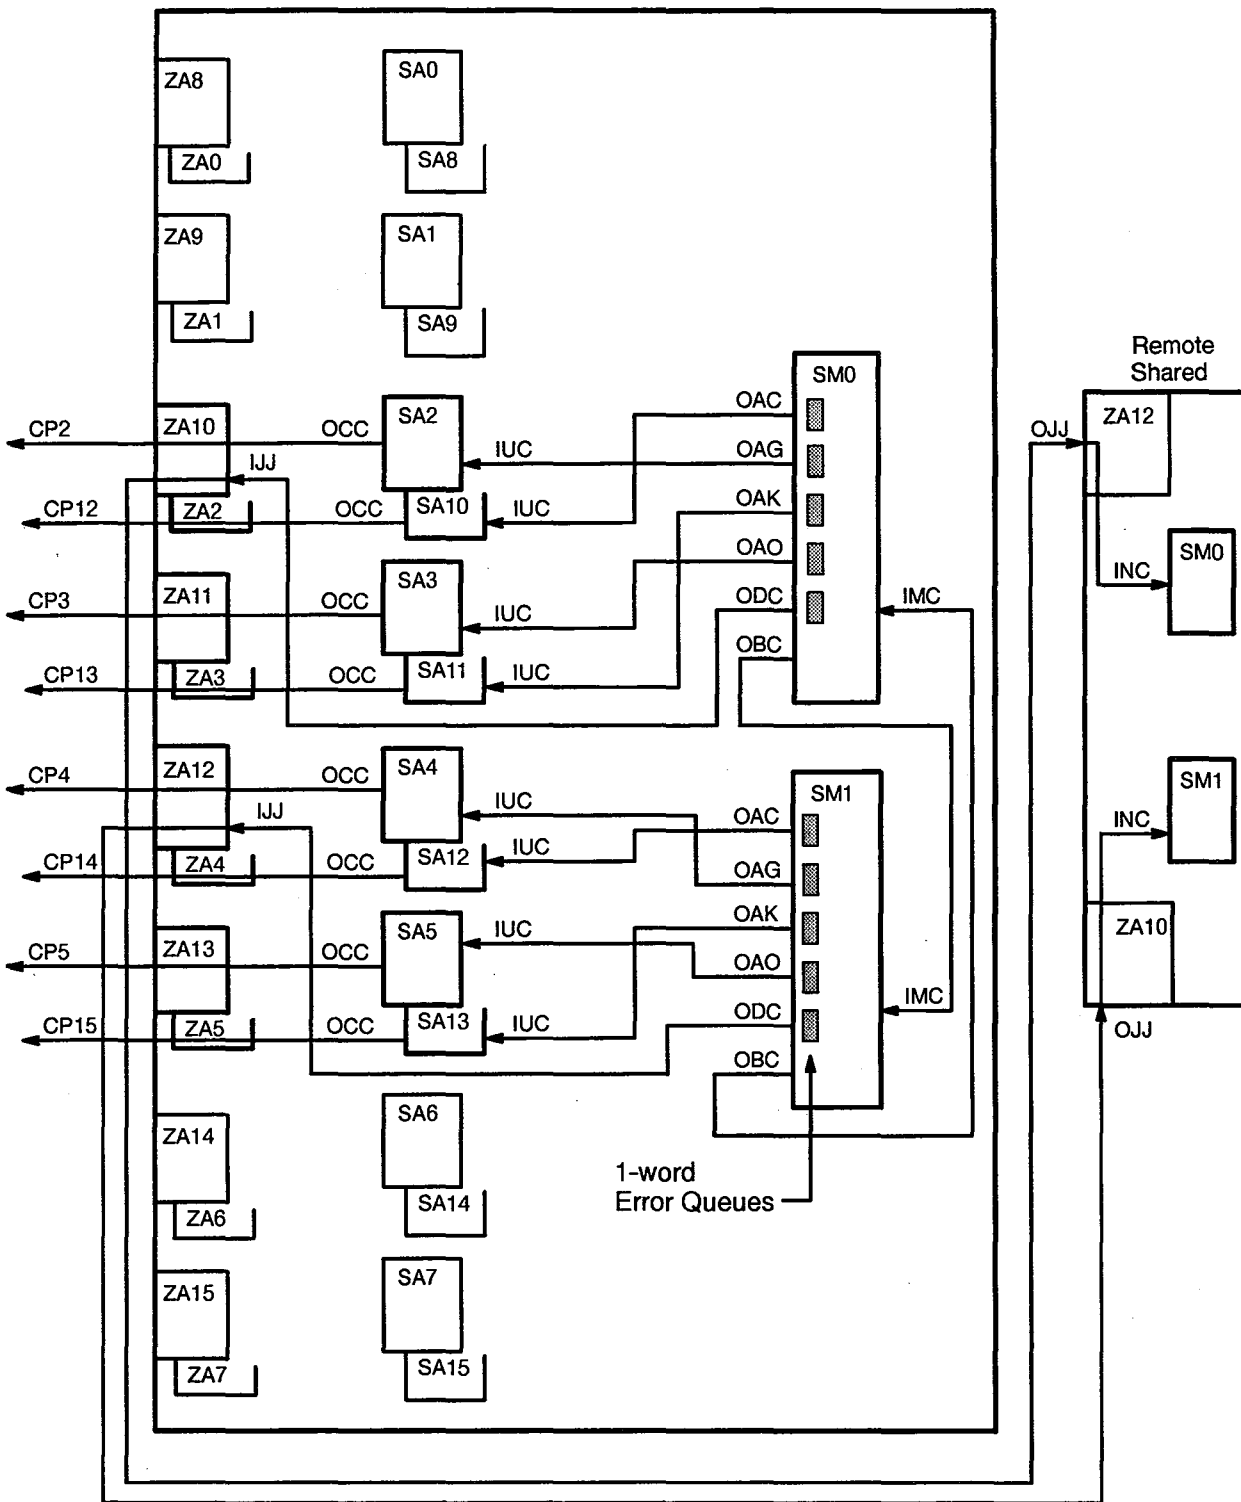 ZA8
SA0
ZA0
SA8
ZA9
SA1
ZA1
SA9
Remote
Shared
SM0
ZA12
OAC
CP2
ZA10
OCC
SA2
OJJ
IUC
OAG
IJJ
CP12
ZA2
OCC
SA10
IUC
OAK
SM0
OAO
INC
CP3
ZA11
OCC
SA3
IUC
ODC
IMC
OBC
CP13
ZA3
OCC
SA11
IUC
CP4
ZA12
OCC
SA4
SM1
SM1
IUC
OAC
IJJ
INC
CP14
ZA4
OCC
SA12
IUC
OAG
OAK
CP5
ZA13
OCC
SA5
IUC
ZA10
OAO
IMC
CP15
ZA5
OCC
SA13
IUC
ODC
OJJ
OBC
ZA14
SA6
1-word
Error Queues
ZA6
SA14
ZA15
SA7
ZA7
SA15